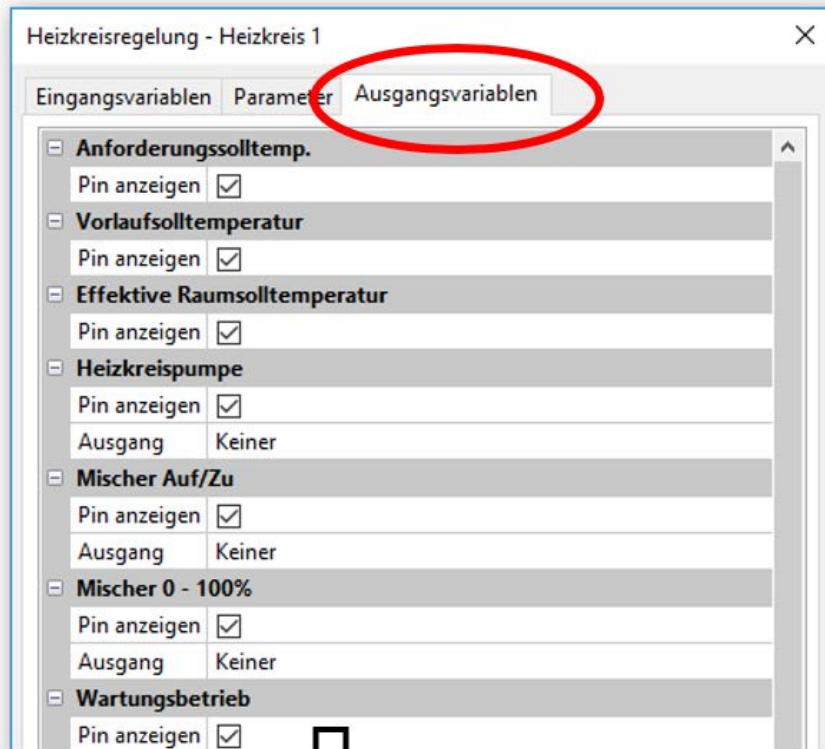 Heizkreisregelung - Heizkreis 1
Eingangsvariablen Parameter Ausgangsvariablen
Anforderungssolltemp.
Pin anzeigen
Vorlaufsolltemperatur
Pin anzeigen
Effektive Raumsolltemperatur
Pin anzeigen
Heizkreispumpe
Pin anzeigen
Ausgang Keiner
Mischer Auf/Zu
Pin anzeigen
Ausgang Keiner
Mischer 0 - 100%
Pin anzeigen
Ausgang Keiner
Wartungsbetrieb
Pin anzeigen